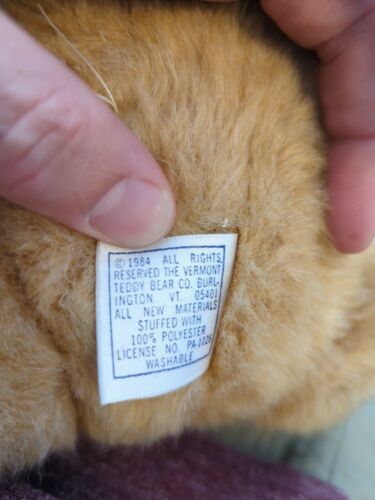 © 1984 ALL RIGHTS
RESERVED THE VERMONT
TEDDY BEAR CO. BURL-
INGTON VT. 05401
ALL NEW MATERIALS
STUFFED WITH
100% POLYESTER
LICENSE NO. PA-1026
WASHABLE